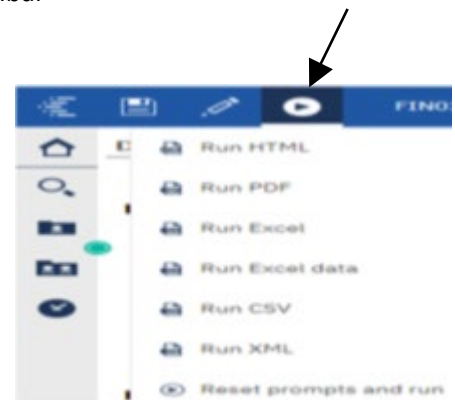 FINO
Run HTML
Run PDF
Run Excel
Run Excel data
Run CSV
Run XML
Reset prompts and run